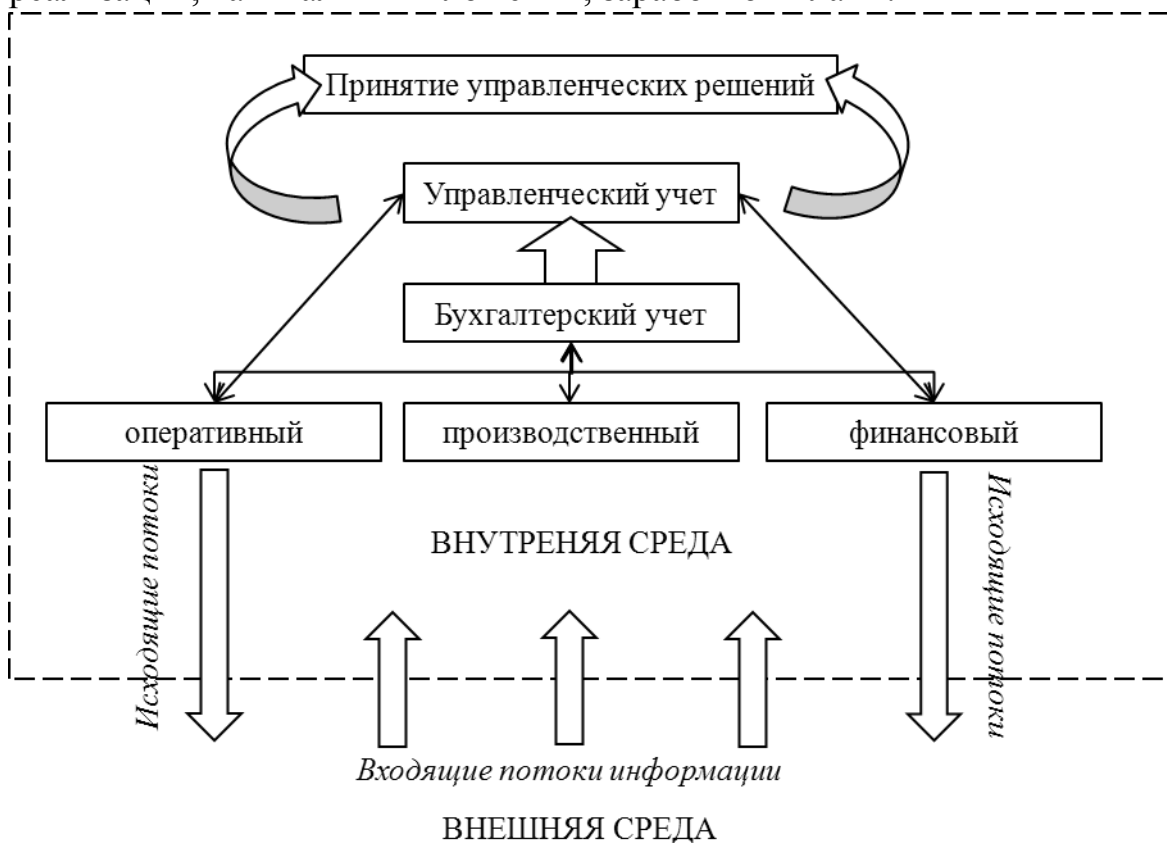 Принятие управленческих решений
Управленческий учет
Бухгалтерский учет
оперативный
производственный
финансовый
Исходящие потоки
Исходящие потоки
ВНУТРЕНЯЯ СРЕДА
Входящие потоки информации
ВНЕШНЯЯ СРЕДА